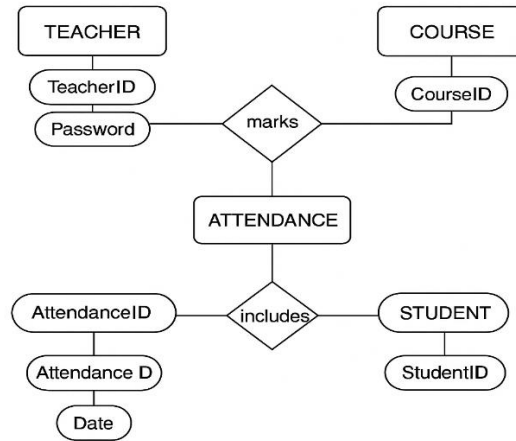 TEACHER
COURSE
TeacherID
CourseID
Password
marks
ATTENDANCE
AttendanceID
includes
STUDENT
Attendance D
StudentID
Date